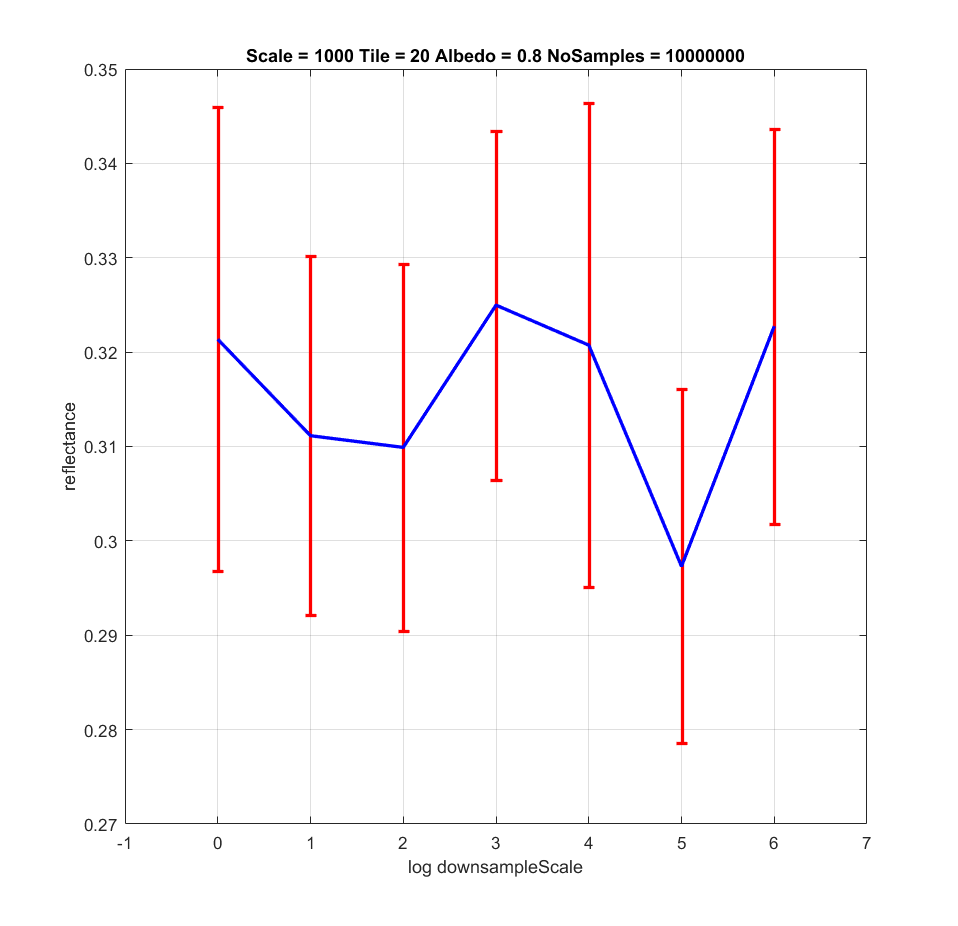 Scale = 1000 Tile = 20 Albedo = 0.8 NoSamples = 10000000
0.35
0.34
0.33
0.32
0.31
0.3
0.29
0.28
0.27
reflectance
-1 0 1 2 3 4 5 6 7
log downsampleScale